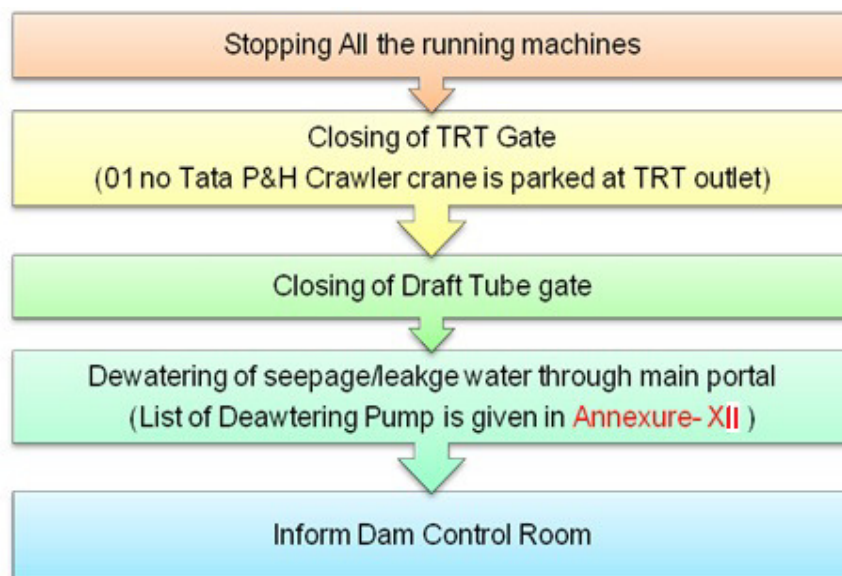 Stopping All the running machines
Closing of TRT Gate
(01 no Tata P&H Crawler crane is parked at TRT outlet)
Closing of Draft Tube gate
Dewatering of seepage/leakge water through main portal
(List of Deawtering Pump is given in Annexure- XII )
Inform Dam Control Room